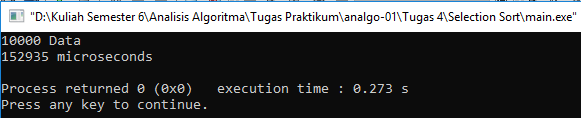 "D:\Kuliah Semester 6\Analisis Algoritma\Tugas Praktikum\analgo-01\Tugas 4\Selection Sort\main.exe"
10000 Data
152935 microseconds
Process returned 0 (0x0)   execution time : 0.273 s
Press any key to continue.